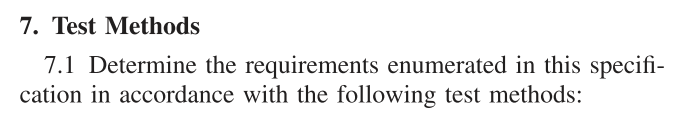 7. Test Methods
7.1 Determine the requirements enumerated in this specifi-
cation in accordance with the following test methods: